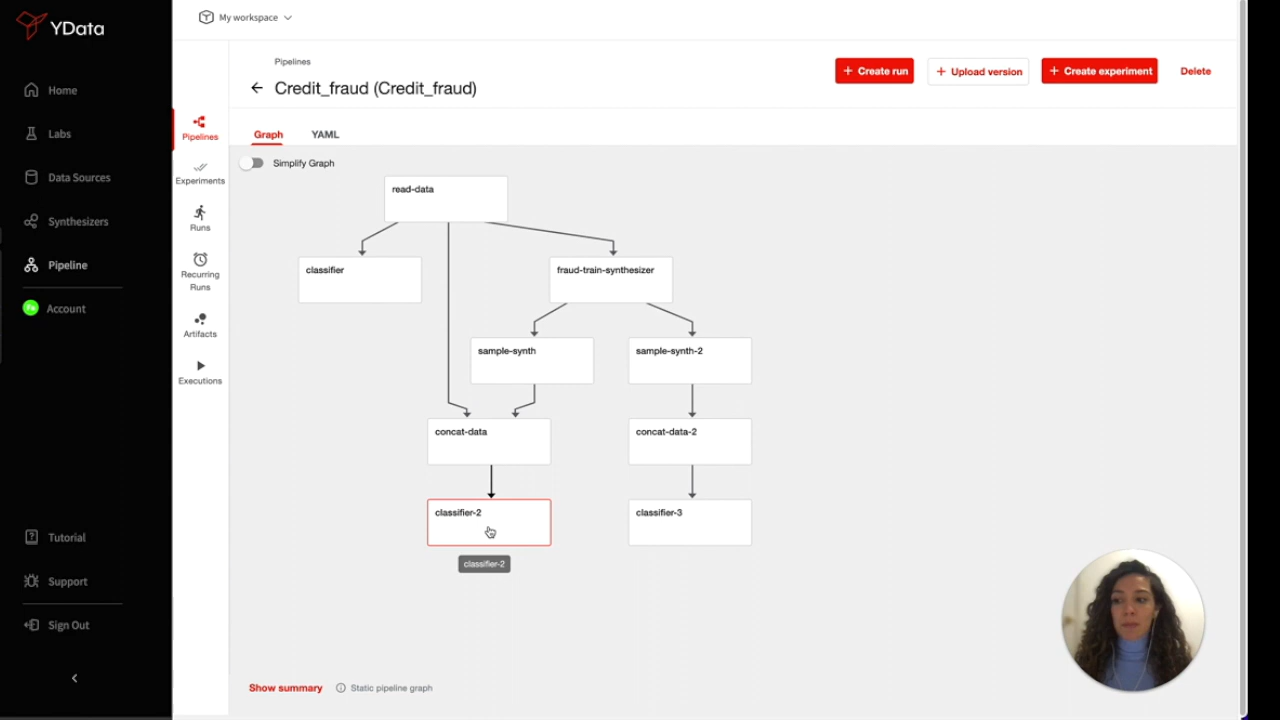 YData
Home
Labs
Data Sources
Synthesizers
Pipeline
Account
Tutorial
Support
Sign Out
My workspace
Pipelines
Experiments
Runs
Recurring
Runs
Artifacts
Executions
Pipelines
Credit_fraud (Credit_fraud)
+ Create run
+ Upload version
+ Create experiment
Delete
Graph
YAML
Simplify Graph
read-data
classifier
fraud-train-synthesizer
sample-synth
sample-synth-2
concat-data
concat-data-2
classifier-2
classifier-3
classifier-2
Show summary
Static pipeline graph